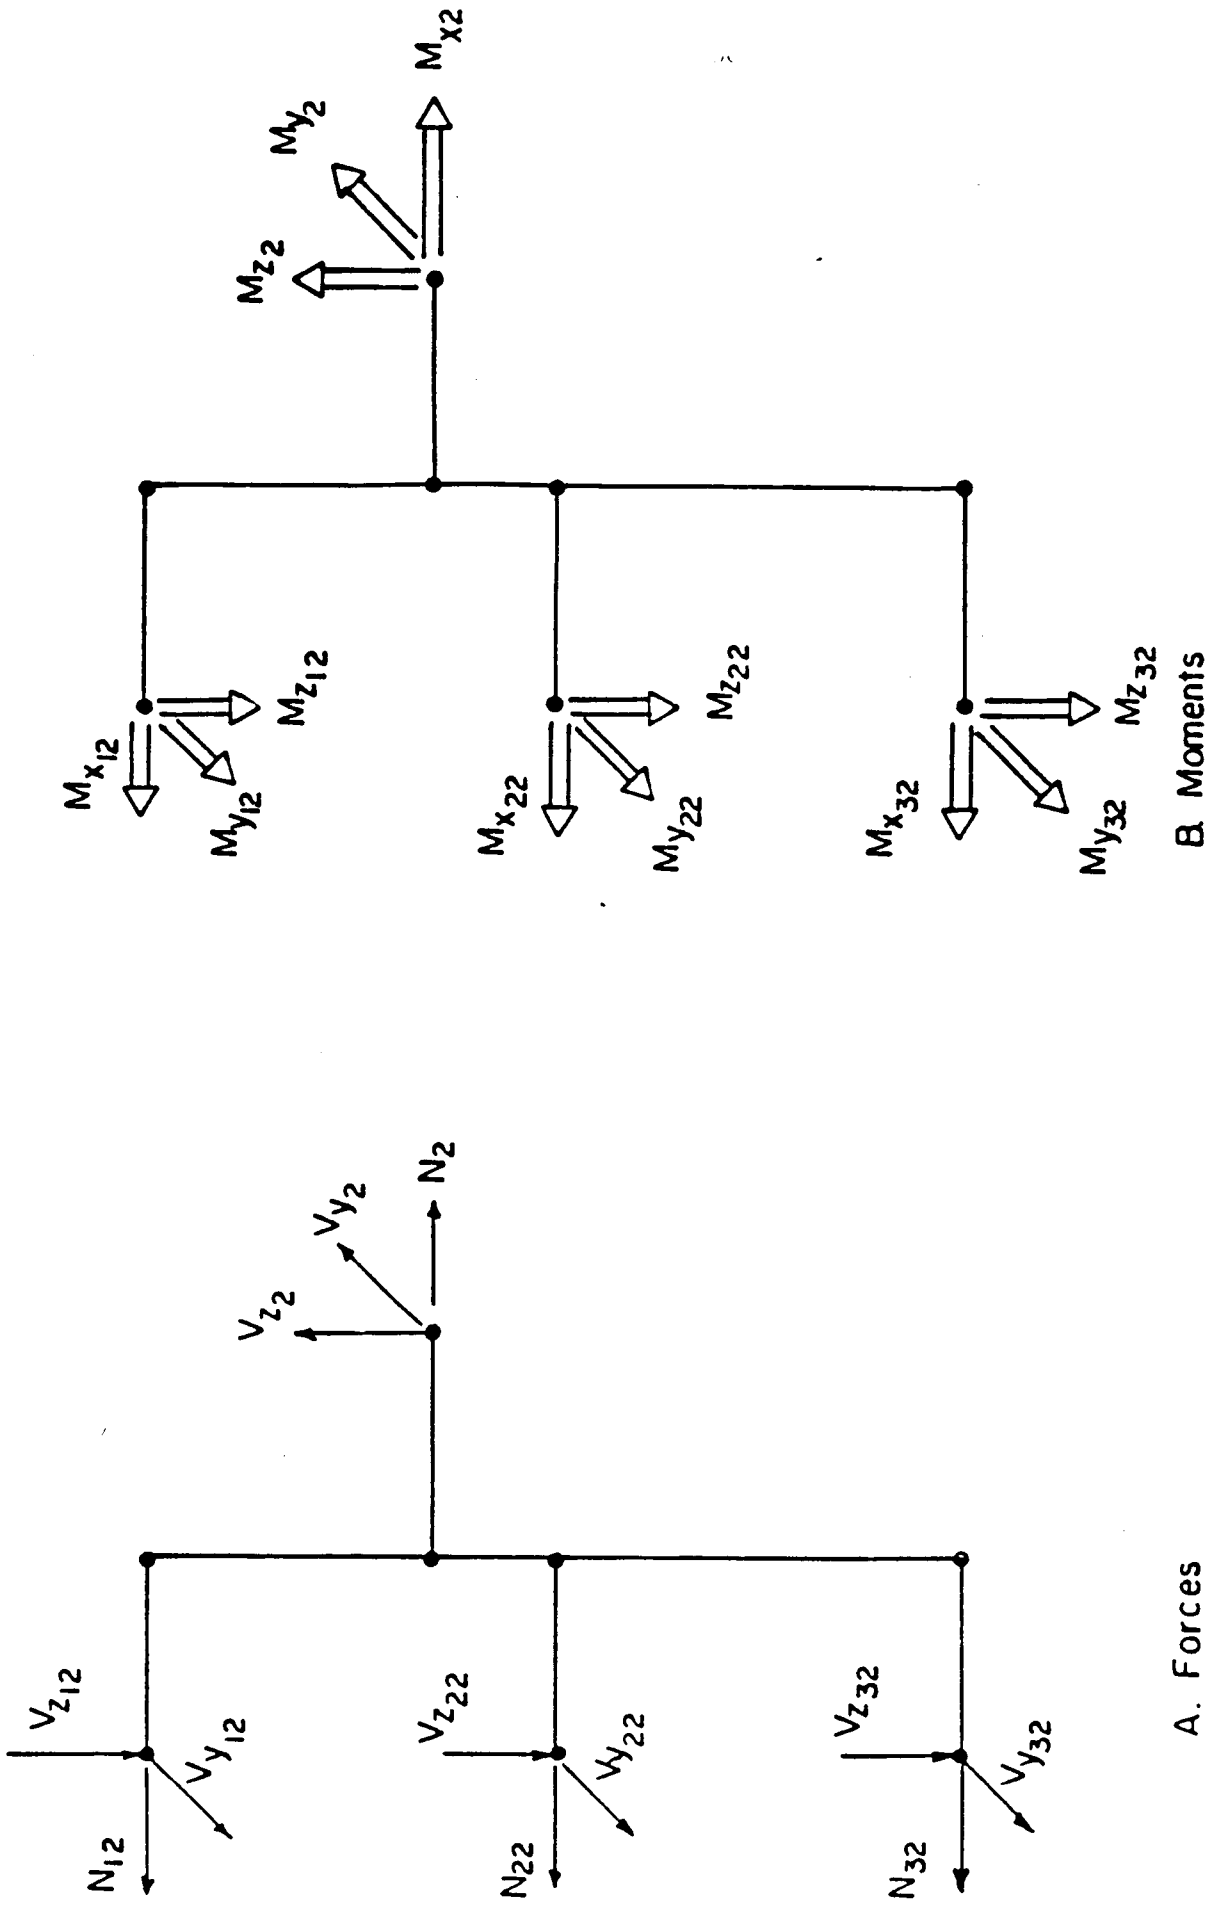 N₁₂
Vy₁₂
Vz₁₂
Vz₂
Vy₂
N₂
N₂₂
Vy₂₂
Vz₂₂
N₃₂
Vy₃₂
Vz₃₂
A. Forces
Mx₁₂
My₁₂
Mz₁₂
Mz₂
My₂
Mx₂
Mx₂₂
My₂₂
Mz₂₂
Mx₃₂
My₃₂
Mz₃₂
B. Moments